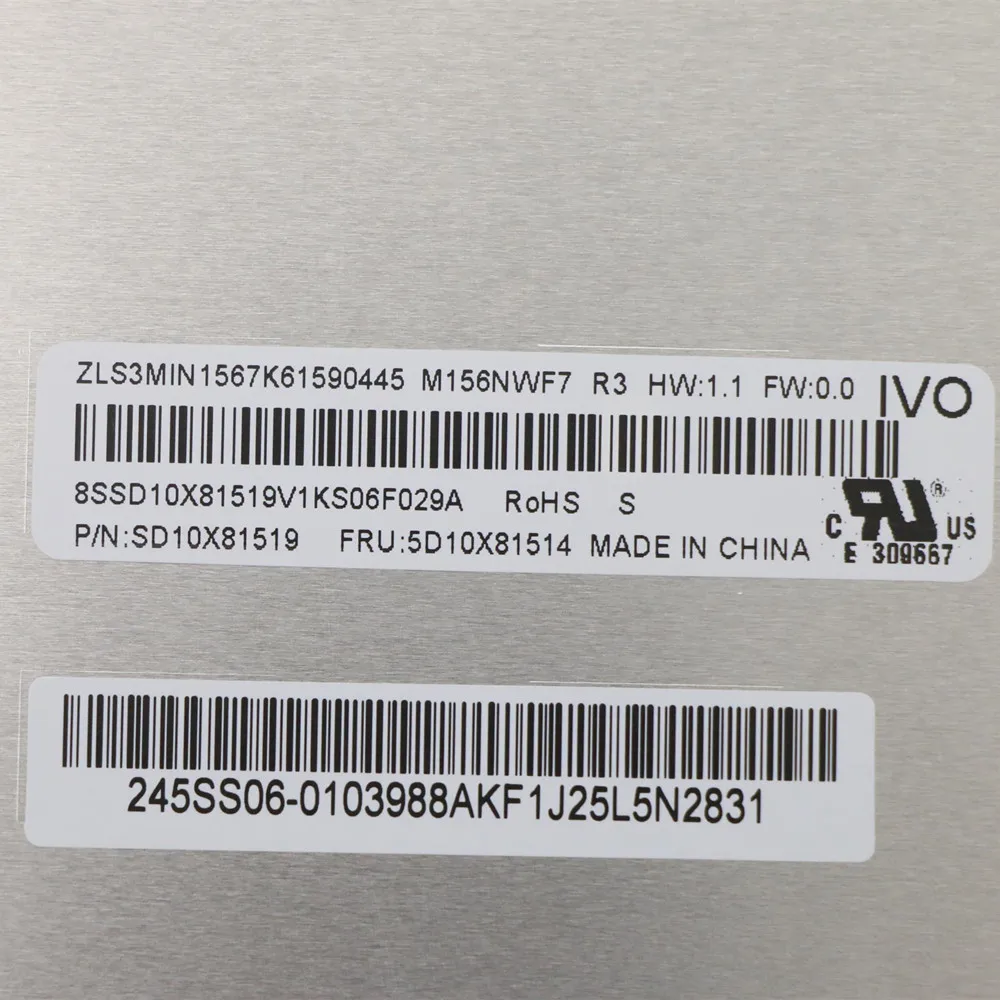 ZLS3MIN1567K61590445 M156NWF7 R3 HW:1.1 FW:0.0 IVO
8SSD10X81519V1KS06F029A RoHS S
P/N:SD10X81519 FRU:5D10X81514 MADE IN CHINA
C RU ® US
E 309667
245SS06-0103988AKF1J25L5N2831